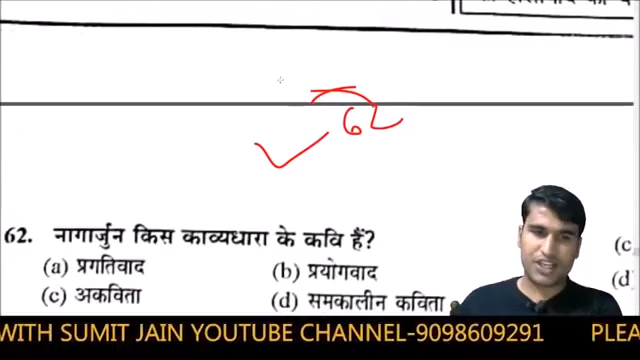 62
62. नागार्जुन किस काव्यधारा के कवि हैं?
(a) प्रगतिवाद
(b) प्रयोगवाद
(c) अकविता
(d) समकालीन कविता
(c
(d)
WITH SUMIT JAIN YOUTUBE CHANNEL-9098609291 PLEA